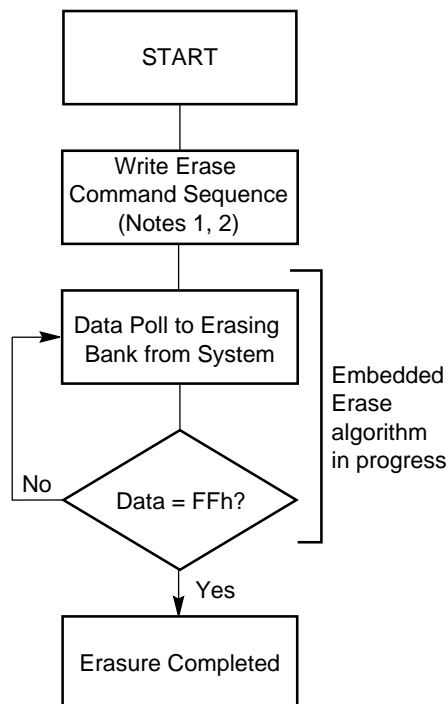 START
Write Erase
Command Sequence
(Notes 1, 2)
Data Poll to Erasing
Bank from System
Embedded
Erase
algorithm
in progress
No
Data = FFh?
Yes
Erasure Completed